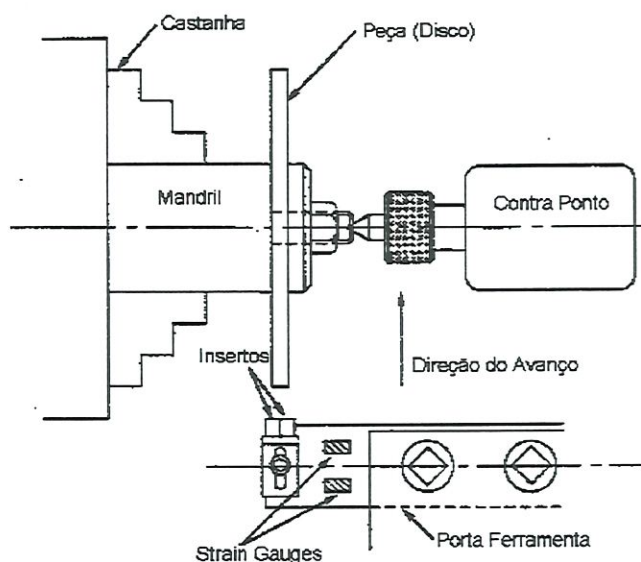 Castanha
Peça (Disco)
Mandril
Contra Ponto
Insertos
Direção do Avanço
Strain Gauges
Porta Ferramenta